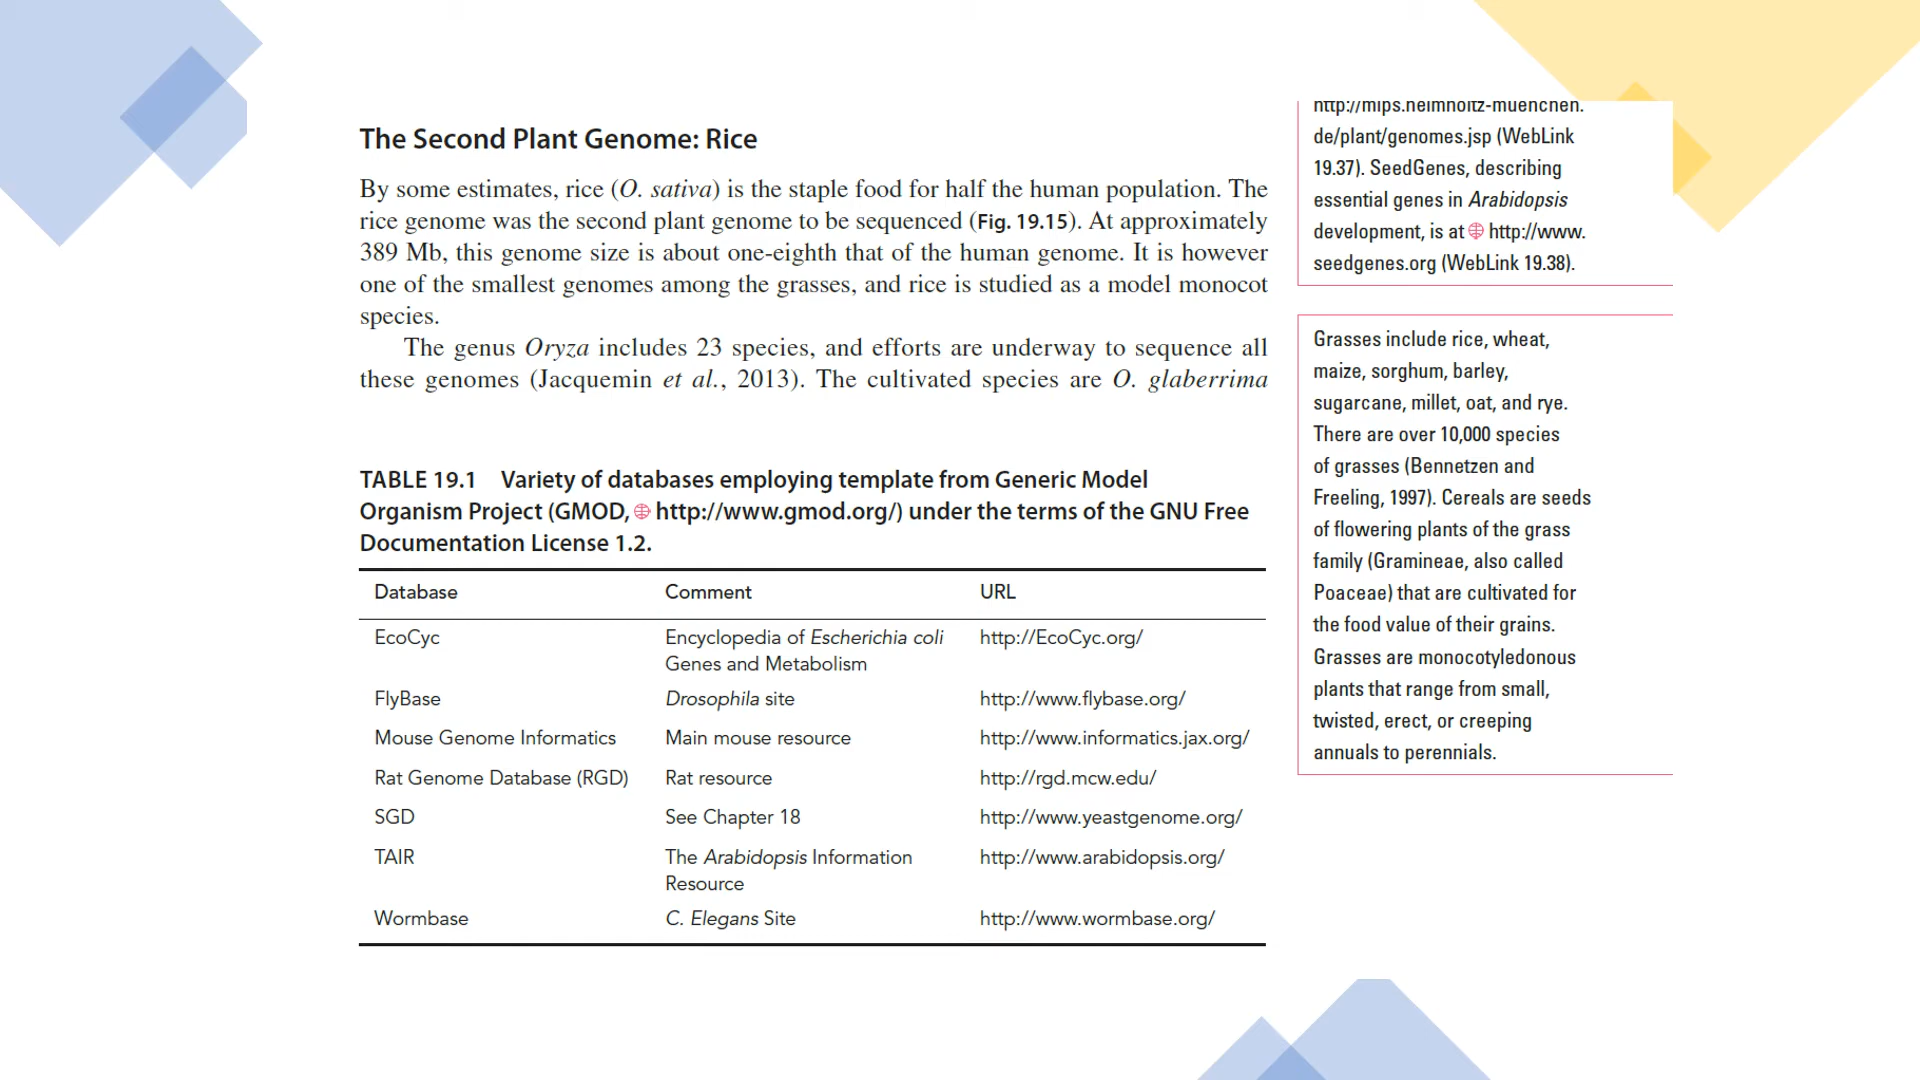 The Second Plant Genome: Rice
By some estimates, rice (O. sativa) is the staple food for half the human population. The
rice genome was the second plant genome to be sequenced (Fig. 19.15). At approximately
389 Mb, this genome size is about one-eighth that of the human genome. It is however
one of the smallest genomes among the grasses, and rice is studied as a model monocot
species.
The genus Oryza includes 23 species, and efforts are underway to sequence all
these genomes (Jacquemin et al., 2013). The cultivated species are O. glaberrima
TABLE 19.1 Variety of databases employing template from Generic Model
Organism Project (GMOD, http://www.gmod.org/) under the terms of the GNU Free
Documentation License 1.2.
Database Comment URL
EcoCyc Encyclopedia of Escherichia coli http://EcoCyc.org/
Genes and Metabolism
FlyBase Drosophila site http://www.flybase.org/
Mouse Genome Informatics Main mouse resource http://www.informatics.jax.org/
Rat Genome Database (RGD) Rat resource http://rgd.mcw.edu/
SGD See Chapter 18 http://www.yeastgenome.org/
TAIR The Arabidopsis Information http://www.arabidopsis.org/
Resource
Wormbase C. Elegans Site http://www.wormbase.org/
http://mips.helmholtz-muenchen.
de/plant/genomes.jsp (WebLink
19.37). SeedGenes, describing
essential genes in Arabidopsis
development, is at http://www.
seedgenes.org (WebLink 19.38).
Grasses include rice, wheat,
maize, sorghum, barley,
sugarcane, millet, oat, and rye.
There are over 10,000 species
of grasses (Bennetzen and
Freeling, 1997). Cereals are seeds
of flowering plants of the grass
family (Gramineae, also called
Poaceae) that are cultivated for
the food value of their grains.
Grasses are monocotyledonous
plants that range from small,
twisted, erect, or creeping
annuals to perennials.